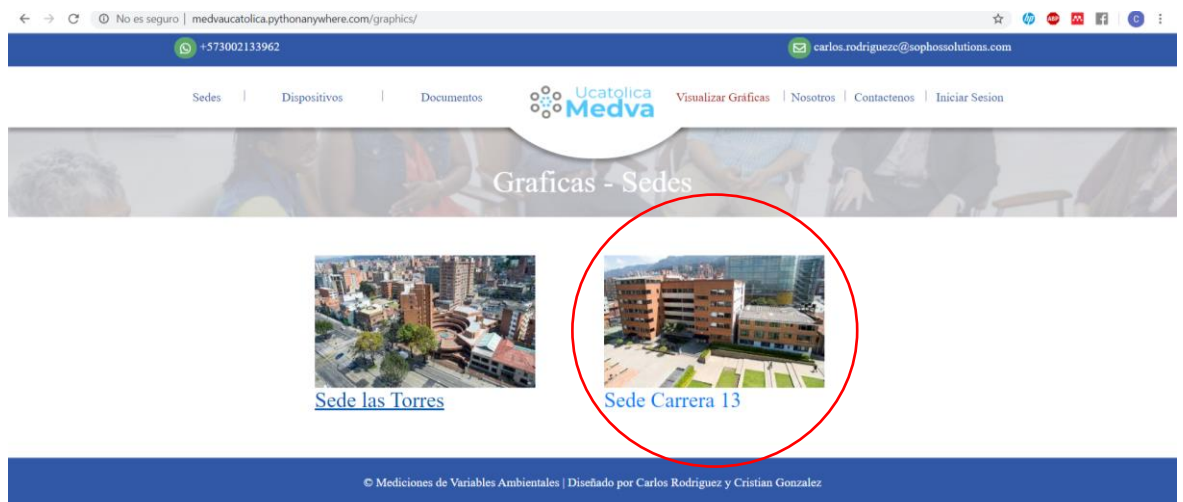 No es seguro | medvaucatolica.pythonanywhere.com/graphics/
+573002133962
carlos.rodriguezc@sophossolutions.com
Sedes | Dispositivos | Documentos
Ucatolica
Medva
Visualizar Gráficas | Nosotros | Contactenos | Iniciar Sesion
Graficas - Sedes
Sede las Torres
Sede Carrera 13
© Mediciones de Variables Ambientales | Diseñado por Carlos Rodriguez y Cristian Gonzalez